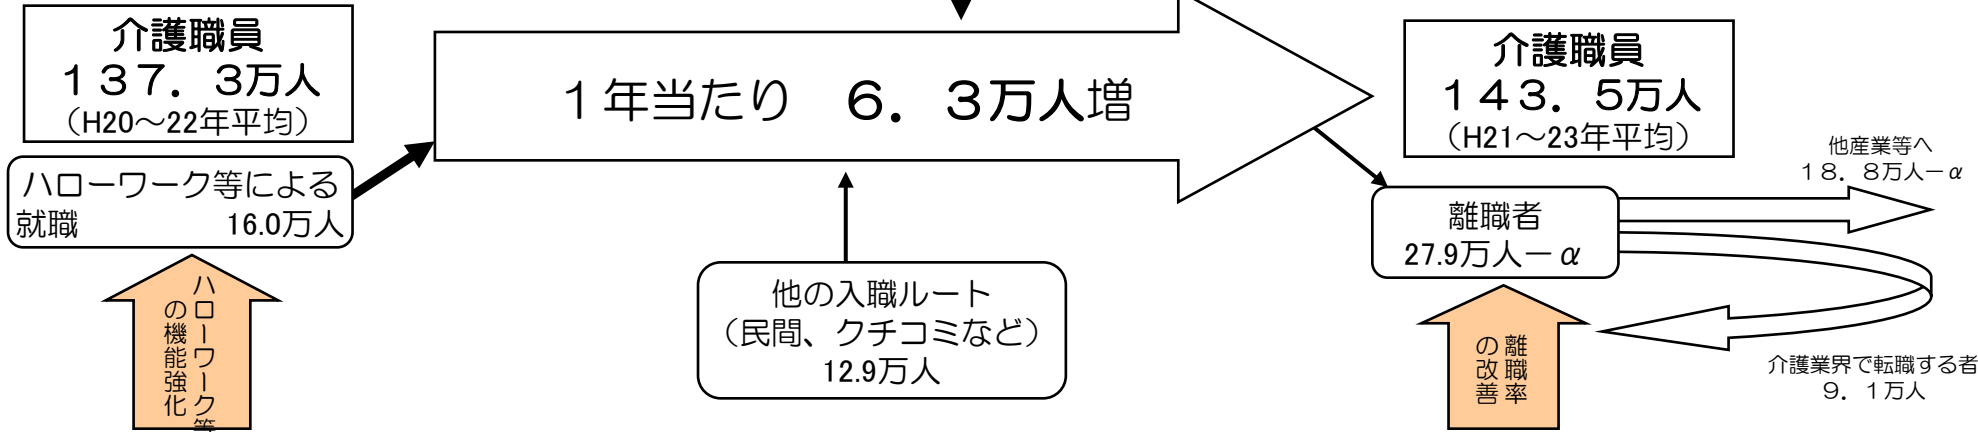 介護職員
１３７．３万人
（H20～22年平均）
ハローワーク等による
就職　　　16.0万人
ハローワーク等
の機能強化
１年当たり　６．３万人増
他の入職ルート
（民間、クチコミなど）
12.9万人
介護職員
１４３．５万人
（H21～23年平均）
離職者
27.9万人－α
離職率
の改善
他産業等へ
１８．８万人－α
介護業界で転職する者
９．１万人